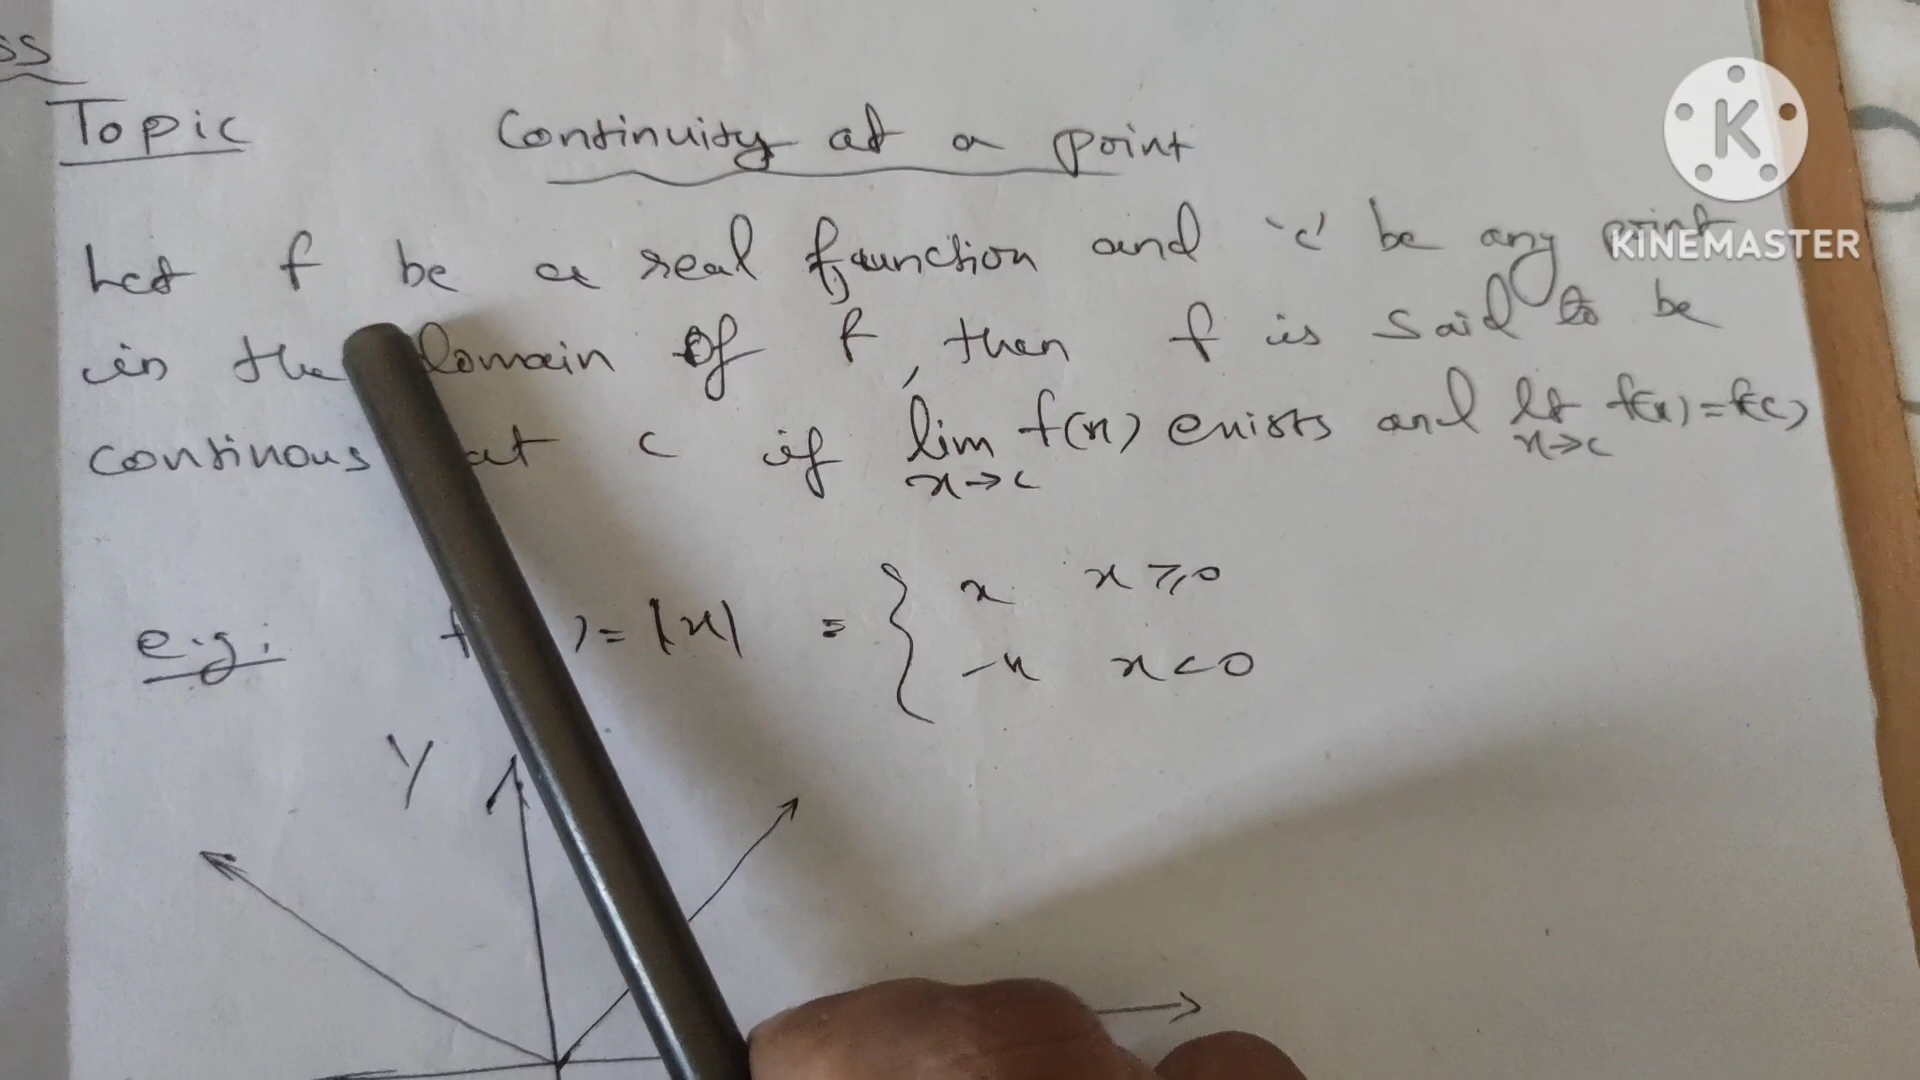 ss
Topic Continuity at a point
Let f be a real function and 'c' be any point
in the domain of f, then f is said to be
continous at c if lim f(x) exists and lt f(x)=f(c)
x→c x→c
e.g: f )=|x| = { x x≥0
-x x<0
Y
K
KINEMASTER